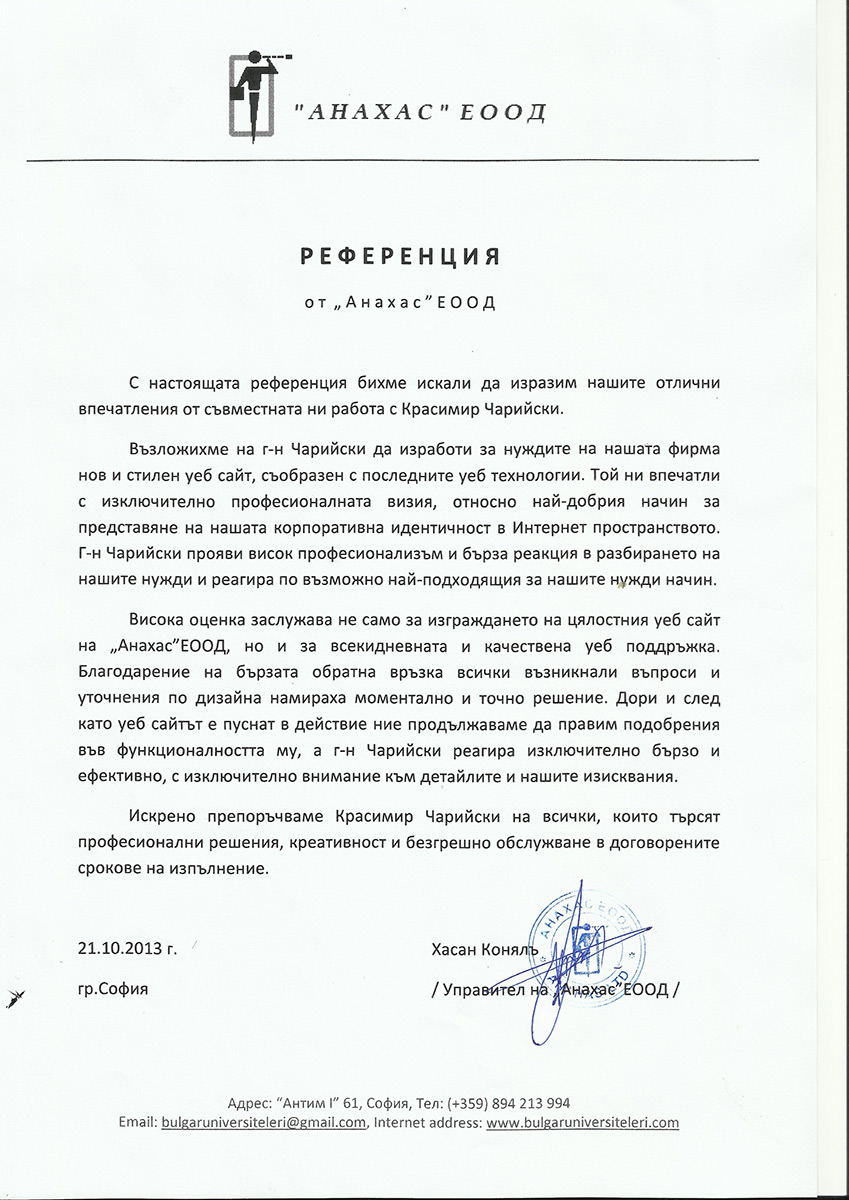 "АНАХАС" ЕООД
РЕФЕРЕНЦИЯ
от „Анахас”ЕООД
С настоящата референция бихме искали да изразим нашите отлични
впечатления от съвместната ни работа с Красимир Чарийски.
Възложихме на г-н Чарийски да изработи за нуждите на нашата фирма
нов и стилен уеб сайт, съобразен с последните уеб технологии. Той ни впечатли
с изключително професионалната визия, относно най-добрия начин за
представяне на нашата корпоративна идентичност в Интернет пространството.
Г-н Чарийски прояви висок професионализъм и бърза реакция в разбирането на
нашите нужди и реагира по възможно най-подходящия за нашите нужди начин.
Висока оценка заслужава не само за изграждането на цялостния уеб сайт
на „Анахас”ЕООД, но и за всекидневната и качествена уеб поддръжка.
Благодарение на бързата обратна връзка всички възникнали въпроси и
уточнения по дизайна намираха моментално и точно решение. Дори и след
като уеб сайтът е пуснат в действие ние продължаваме да правим подобрения
във функционалността му, а г-н Чарийски реагира изключително бързо и
ефективно, с изключително внимание към детайлите и нашите изисквания.
Искрено препоръчваме Красимир Чарийски на всички, които търсят
професионални решения, креативност и безгрешно обслужване в договорените
срокове на изпълнение.
21.10.2013 г.
Хасан Конялъ
гр.София
/ Управител на „Анахас”ЕООД /
АНАХАС ЕООД
Адрес: “Антим I” 61, София, Тел: (+359) 894 213 994
Email: bulgaruniversiteleri@gmail.com, Internet address: www.bulgaruniversiteleri.com